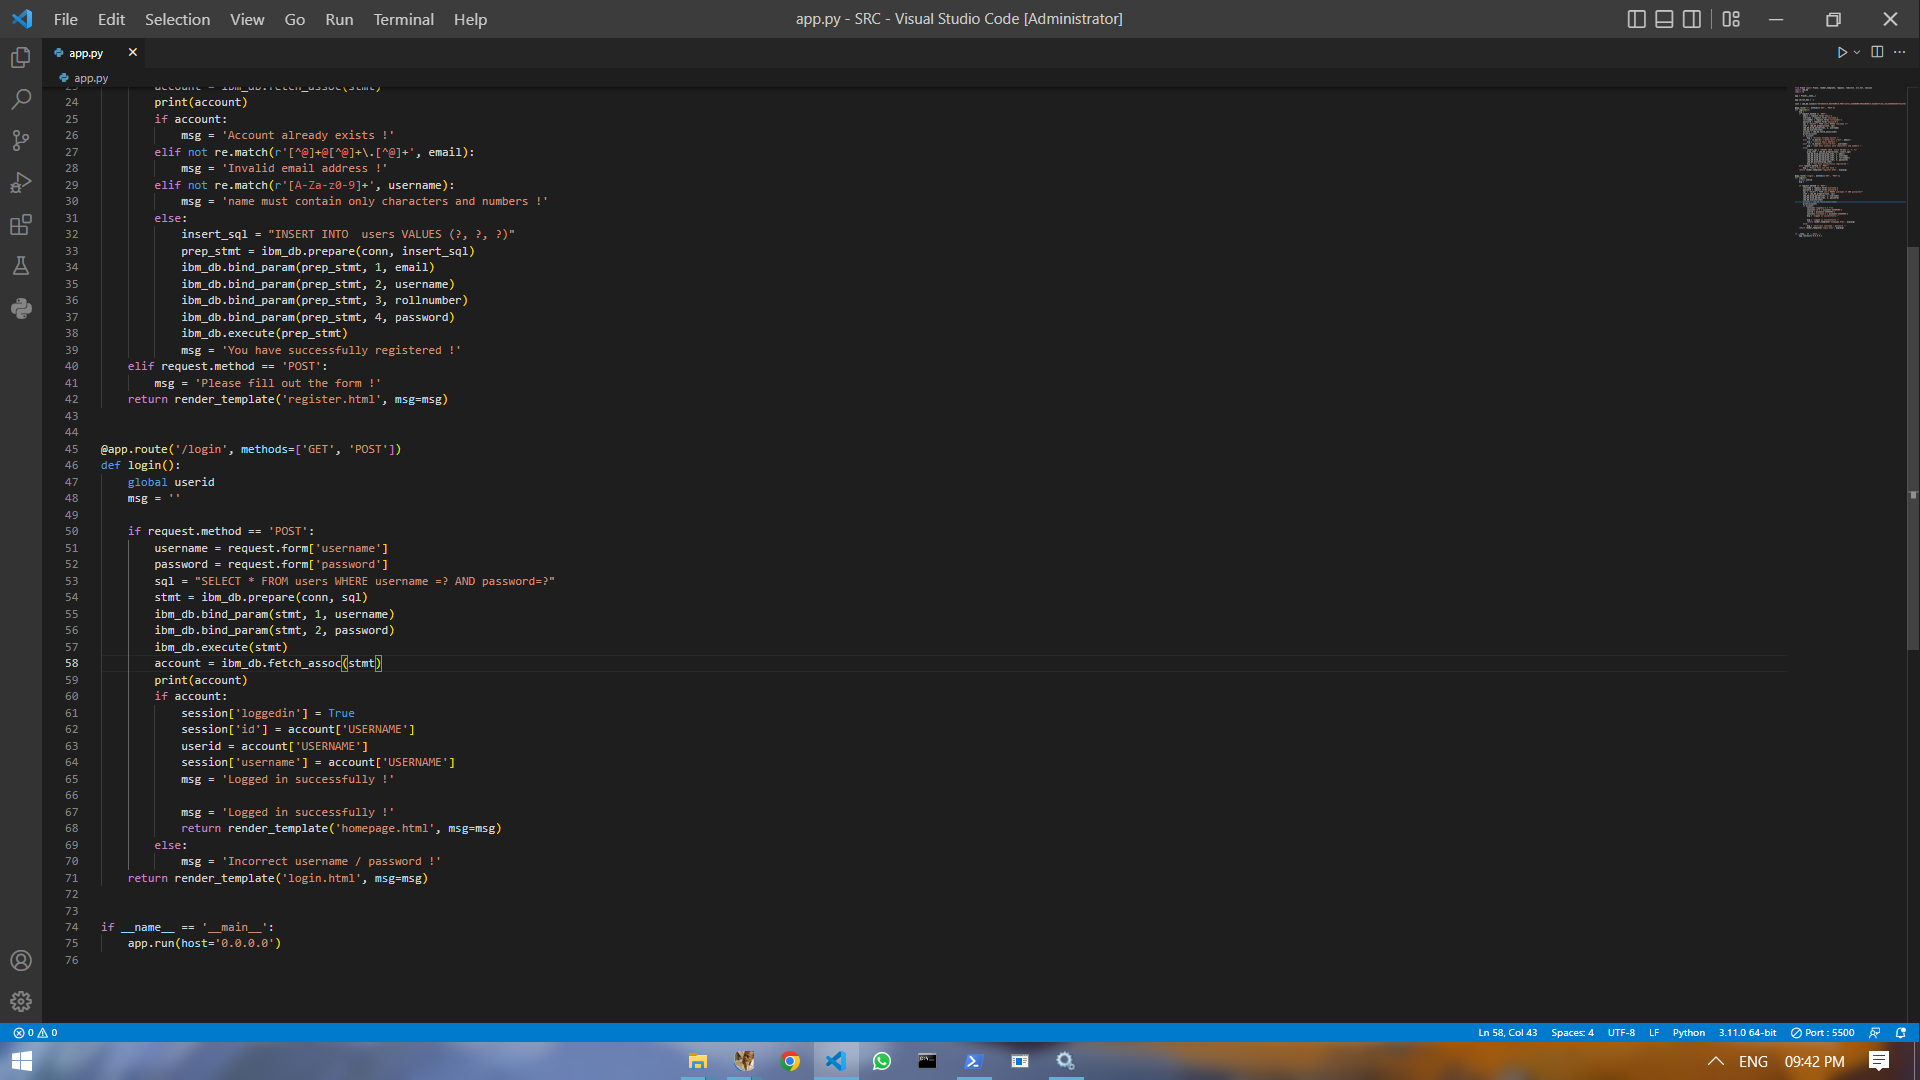 File Edit Selection View Go Run Terminal Help
app.py - SRC - Visual Studio Code [Administrator]
app.py
app.py
23 account = ibm_db.fetch_assoc(stmt)
24 print(account)
25 if account:
26 msg = 'Account already exists !'
27 elif not re.match(r'[^@]+@[^@]+\.[^@]+', email):
28 msg = 'Invalid email address !'
29 elif not re.match(r'[A-Za-z0-9]+', username):
30 msg = 'name must contain only characters and numbers !'
31 else:
32 insert_sql = "INSERT INTO  users VALUES (?, ?, ?)"
33 prep_stmt = ibm_db.prepare(conn, insert_sql)
34 ibm_db.bind_param(prep_stmt, 1, email)
35 ibm_db.bind_param(prep_stmt, 2, username)
36 ibm_db.bind_param(prep_stmt, 3, rollnumber)
37 ibm_db.bind_param(prep_stmt, 4, password)
38 ibm_db.execute(prep_stmt)
39 msg = 'You have successfully registered !'
40 elif request.method == 'POST':
41 msg = 'Please fill out the form !'
42 return render_template('register.html', msg=msg)
43
44
45 @app.route('/login', methods=['GET', 'POST'])
46 def login():
47 global userid
48 msg = ''
49
50 if request.method == 'POST':
51 username = request.form['username']
52 password = request.form['password']
53 sql = "SELECT * FROM users WHERE username =? AND password=?"
54 stmt = ibm_db.prepare(conn, sql)
55 ibm_db.bind_param(stmt, 1, username)
56 ibm_db.bind_param(stmt, 2, password)
57 ibm_db.execute(stmt)
58 account = ibm_db.fetch_assoc(stmt)
59 print(account)
60 if account:
61 session['loggedin'] = True
62 session['id'] = account['USERNAME']
63 userid = account['USERNAME']
64 session['username'] = account['USERNAME']
65 msg = 'Logged in successfully !'
66
67 msg = 'Logged in successfully !'
68 return render_template('homepage.html', msg=msg)
69 else:
70 msg = 'Incorrect username / password !'
71 return render_template('login.html', msg=msg)
72
73
74 if __name__ == '__main__':
75 app.run(host='0.0.0.0')
76
0 0 Ln 58, Col 43 Spaces: 4 UTF-8 LF Python 3.11.0 64-bit Port : 5500
ENG 09:42 PM